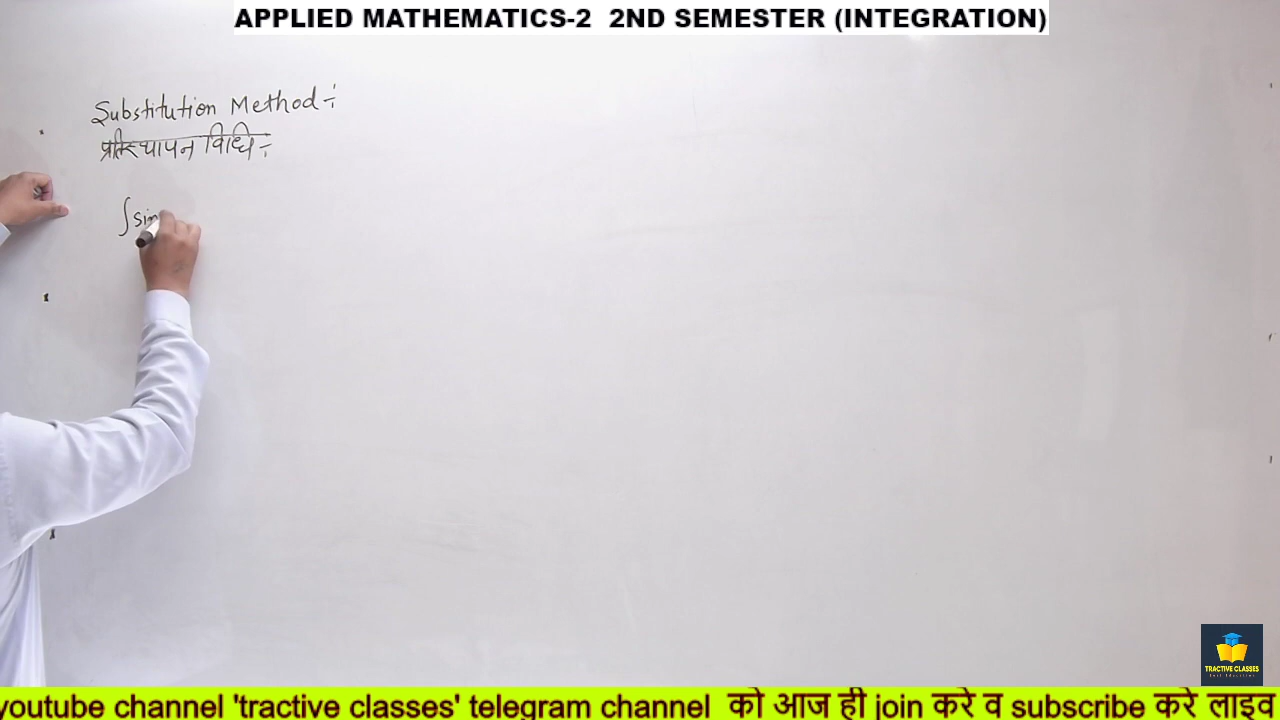 APPLIED MATHEMATICS-2 2ND SEMESTER (INTEGRATION)
Substitution Method ÷
प्रतिस्थापन विधि ÷
∫sin
TRACTIVE CLASSES
youtube channel 'tractive classes' telegram channel को आज ही join करे व subscribe करे लाइव